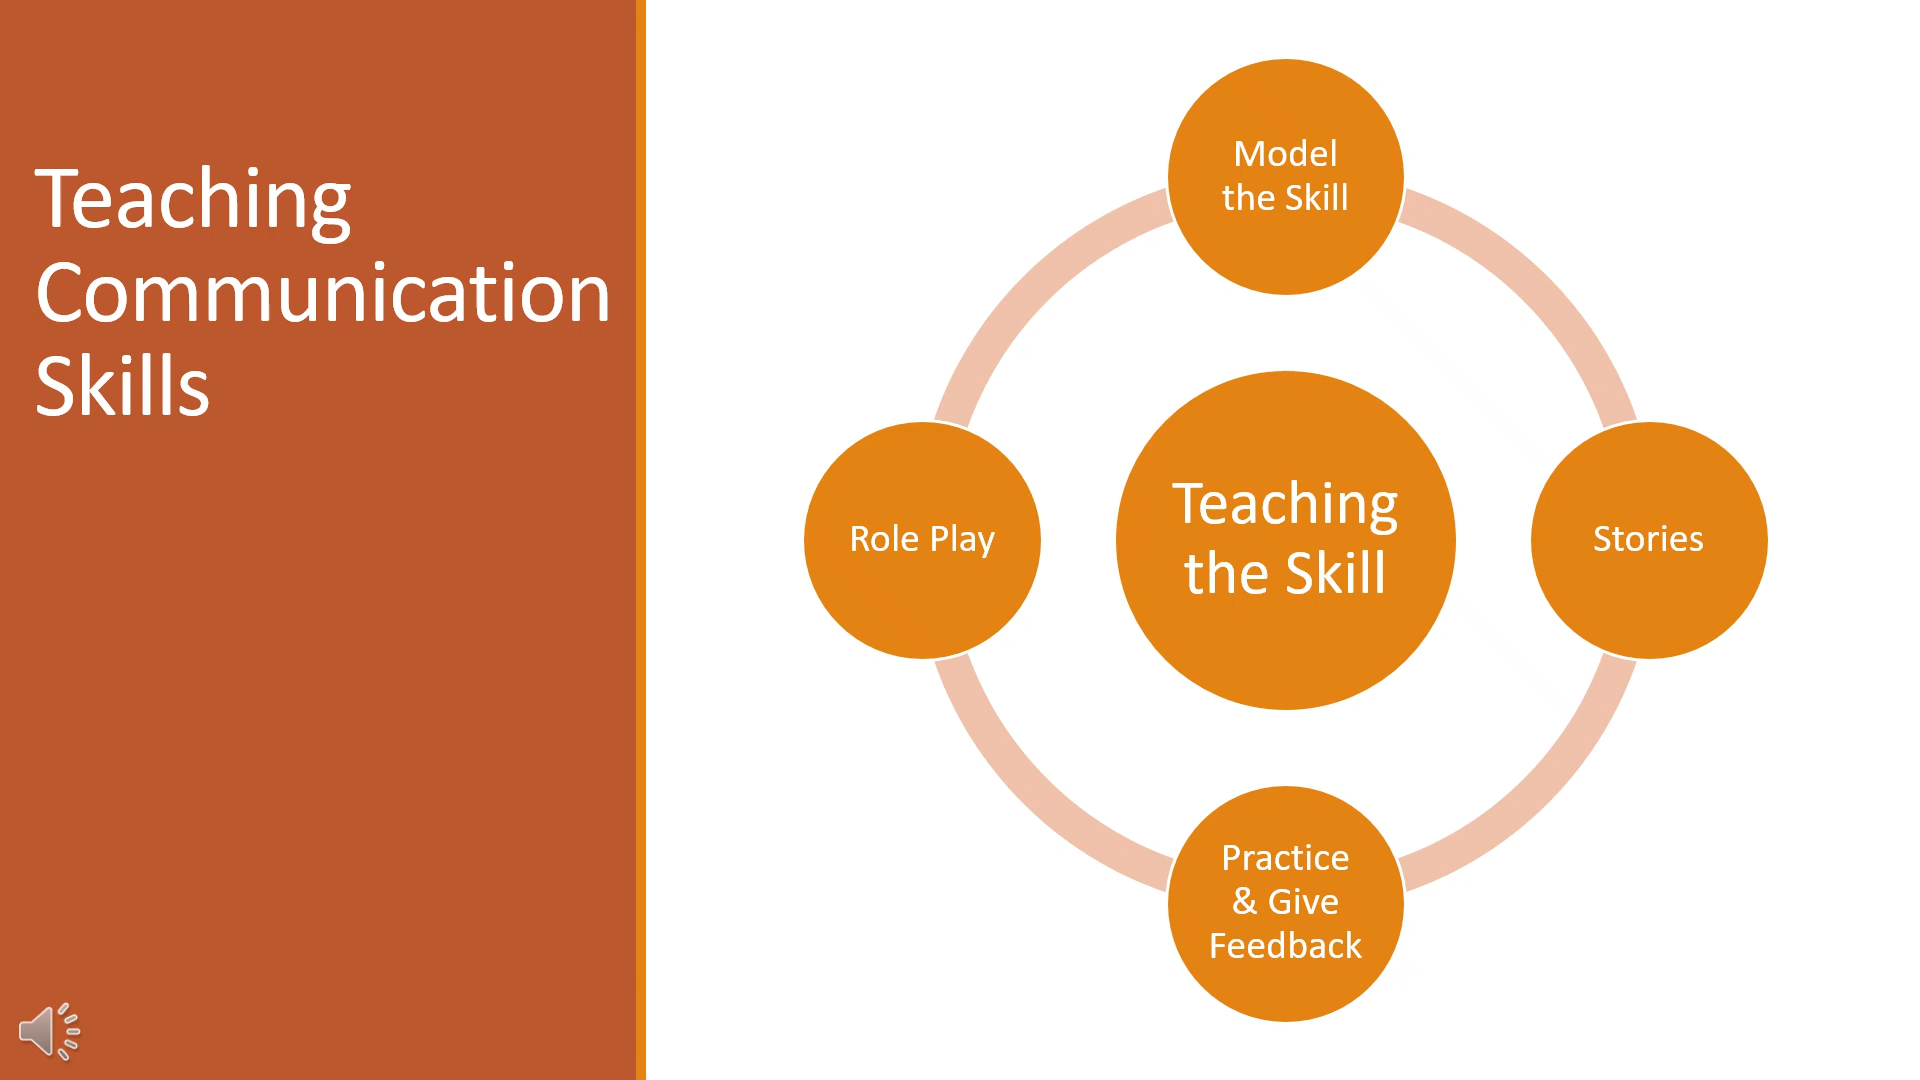 Teaching
Communication
Skills
Model
the Skill
Teaching
the Skill
Role Play
Stories
Practice
& Give
Feedback